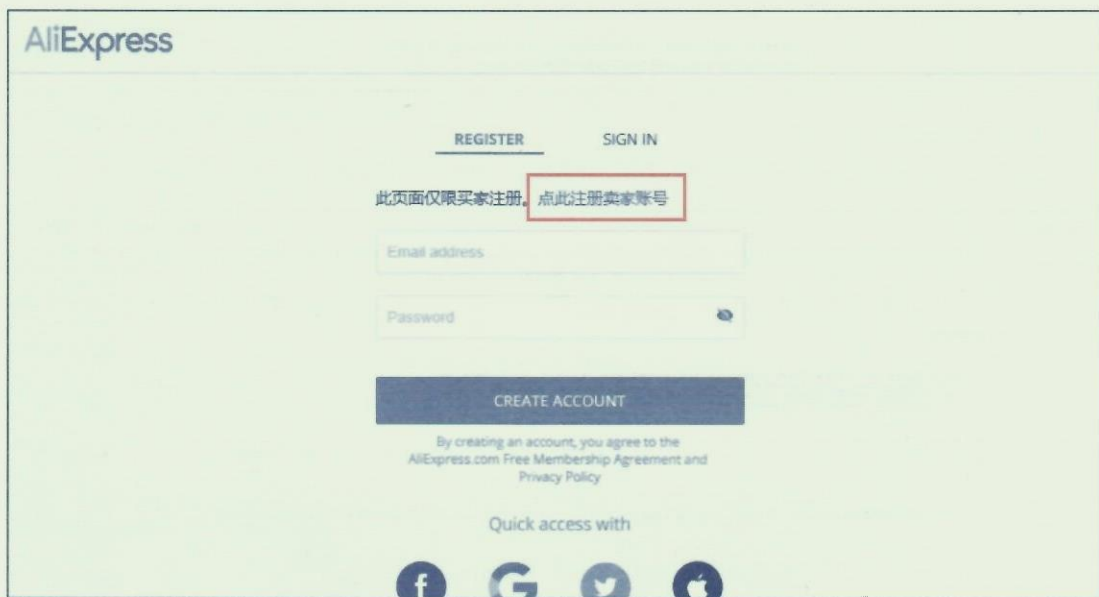 AliExpress
REGISTER SIGN IN
此页面仅限买家注册。点此注册卖家账号
Email address
Password
CREATE ACCOUNT
By creating an account, you agree to the
AliExpress.com Free Membership Agreement and
Privacy Policy
Quick access with